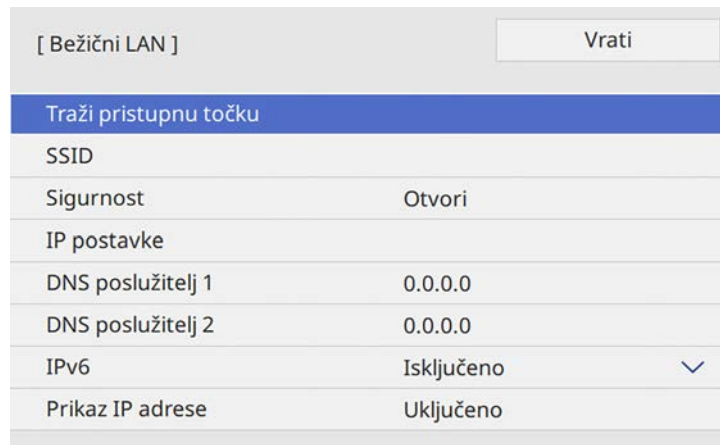 [ Bežični LAN ] Vrati
Traži pristupnu točku
SSID
Sigurnost Otvori
IP postavke
DNS poslužitelj 1 0.0.0.0
DNS poslužitelj 2 0.0.0.0
IPv6 Isključeno
Prikaz IP adrese Uključeno